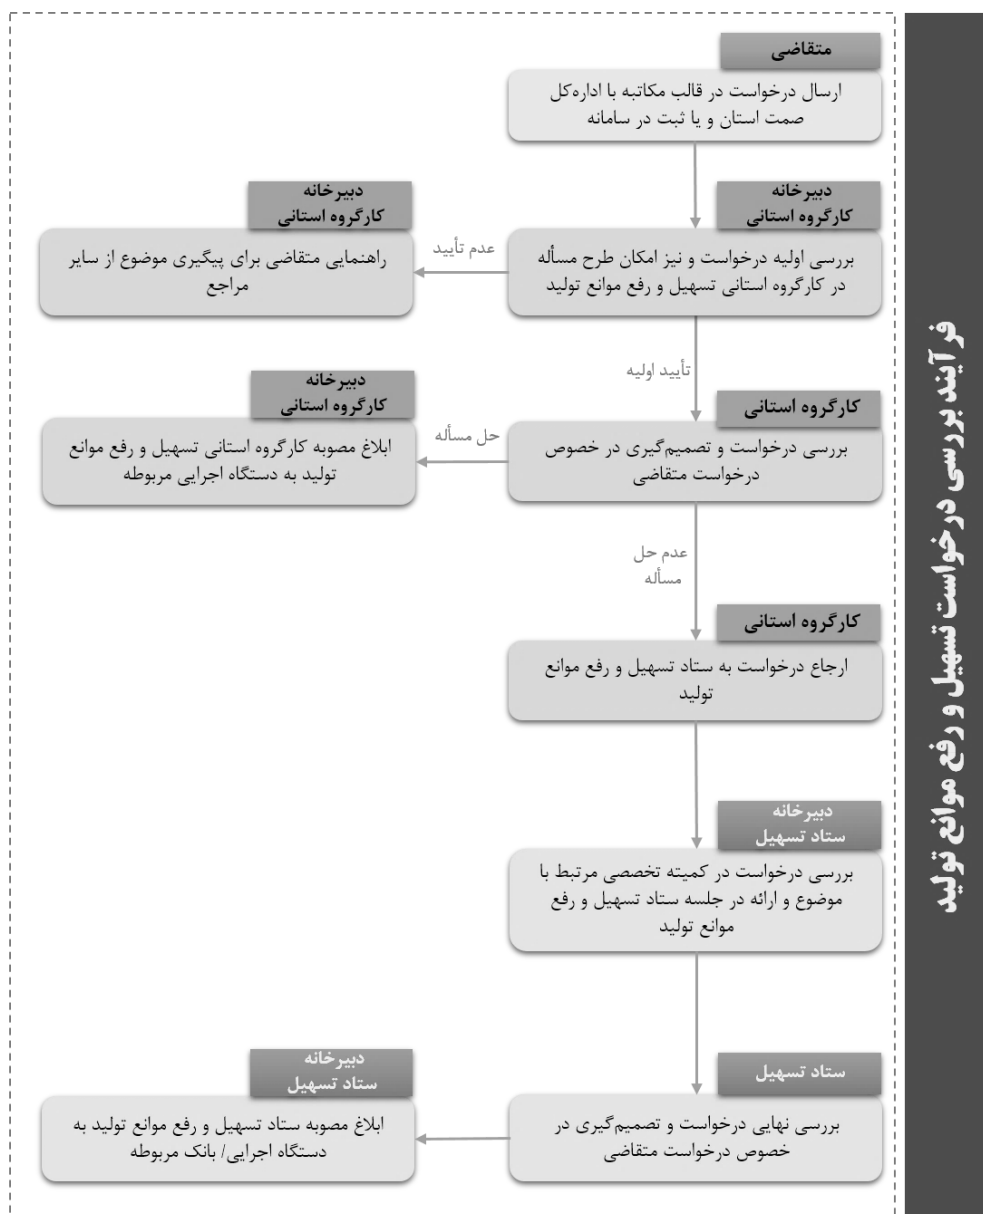 فرآیند بررسی درخواست تسهیل و رفع موانع تولید
متقاضی
ارسال درخواست در قالب مکاتبه با اداره‌کل
صمت استان و یا ثبت در سامانه
دبیرخانه
کارگروه استانی
بررسی اولیه درخواست و نیز امکان طرح مسأله
در کارگروه استانی تسهیل و رفع موانع تولید
عدم تأیید
دبیرخانه
کارگروه استانی
راهنمایی متقاضی برای پیگیری موضوع از سایر
مراجع
تأیید اولیه
کارگروه استانی
بررسی درخواست و تصمیم‌گیری در خصوص
درخواست متقاضی
حل مسأله
دبیرخانه
کارگروه استانی
ابلاغ مصوبه کارگروه استانی تسهیل و رفع موانع
تولید به دستگاه اجرایی مربوطه
عدم حل
مسأله
کارگروه استانی
ارجاع درخواست به ستاد تسهیل و رفع موانع
تولید
دبیرخانه
ستاد تسهیل
بررسی درخواست در کمیته تخصصی مرتبط با
موضوع و ارائه در جلسه ستاد تسهیل و رفع
موانع تولید
ستاد تسهیل
بررسی نهایی درخواست و تصمیم‌گیری در
خصوص درخواست متقاضی
دبیرخانه
ستاد تسهیل
ابلاغ مصوبه ستاد تسهیل و رفع موانع تولید به
دستگاه اجرایی/ بانک مربوطه